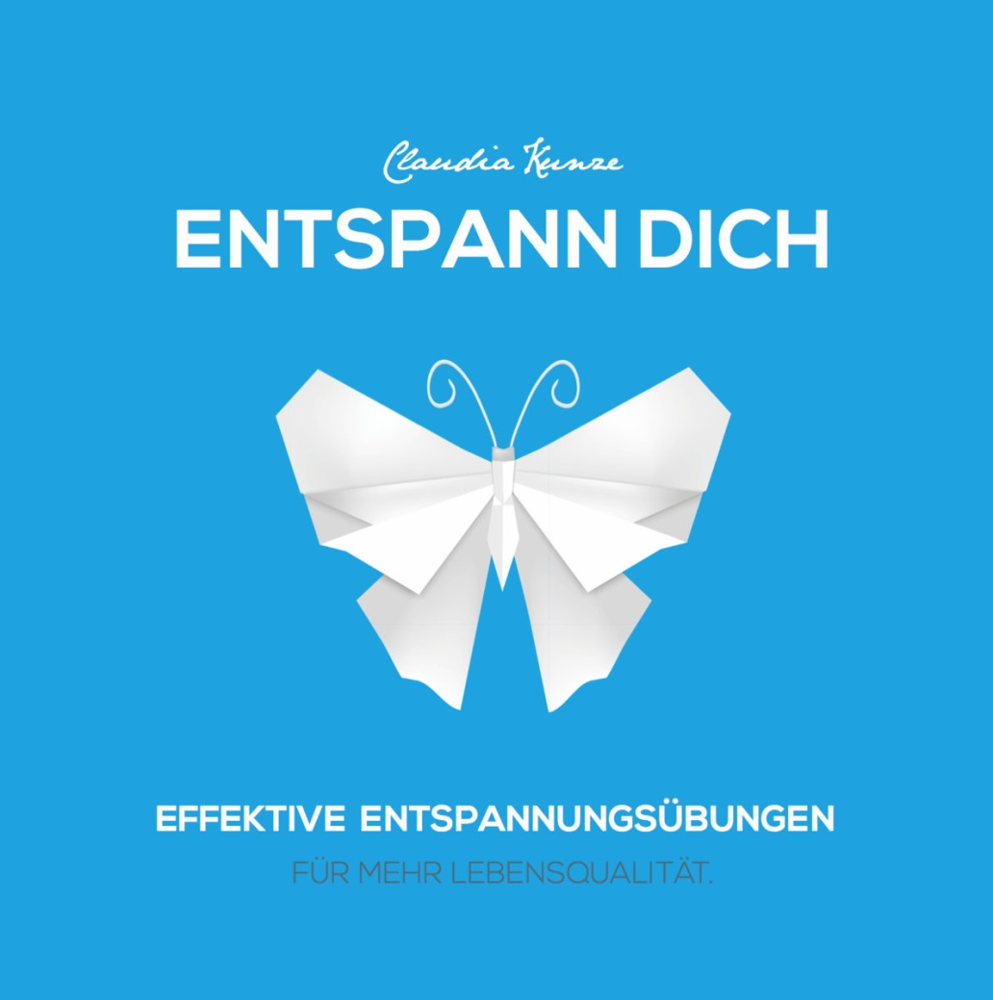 Claudia Kunze
ENTSPANN DICH
EFFEKTIVE ENTSPANNUNGSÜBUNGEN
FÜR MEHR LEBENSQUALITÄT.